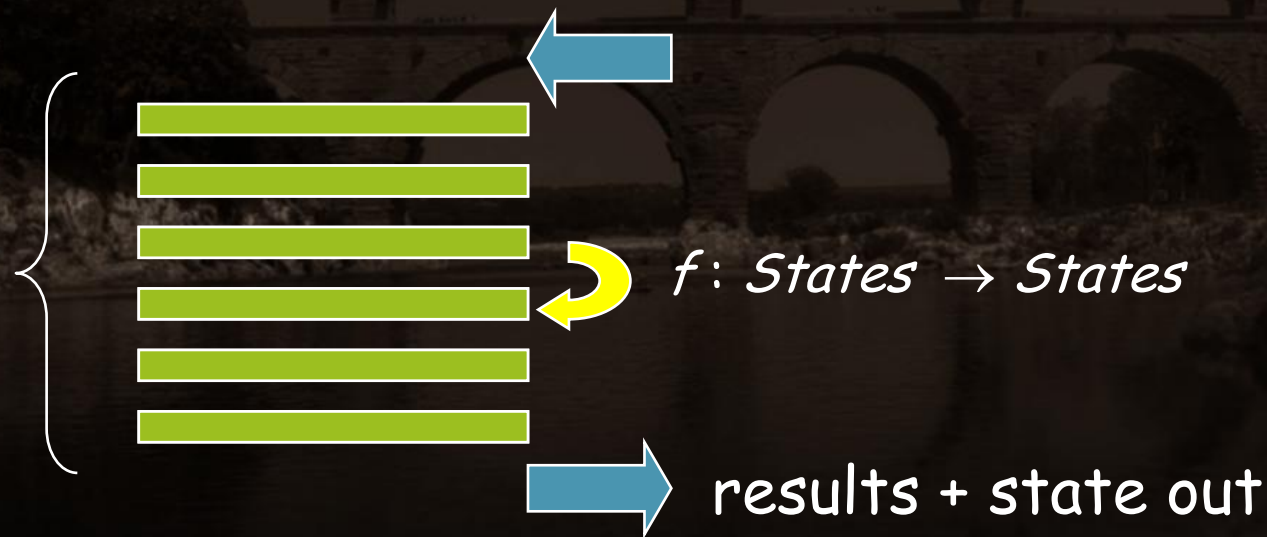 f : States → States
results + state out